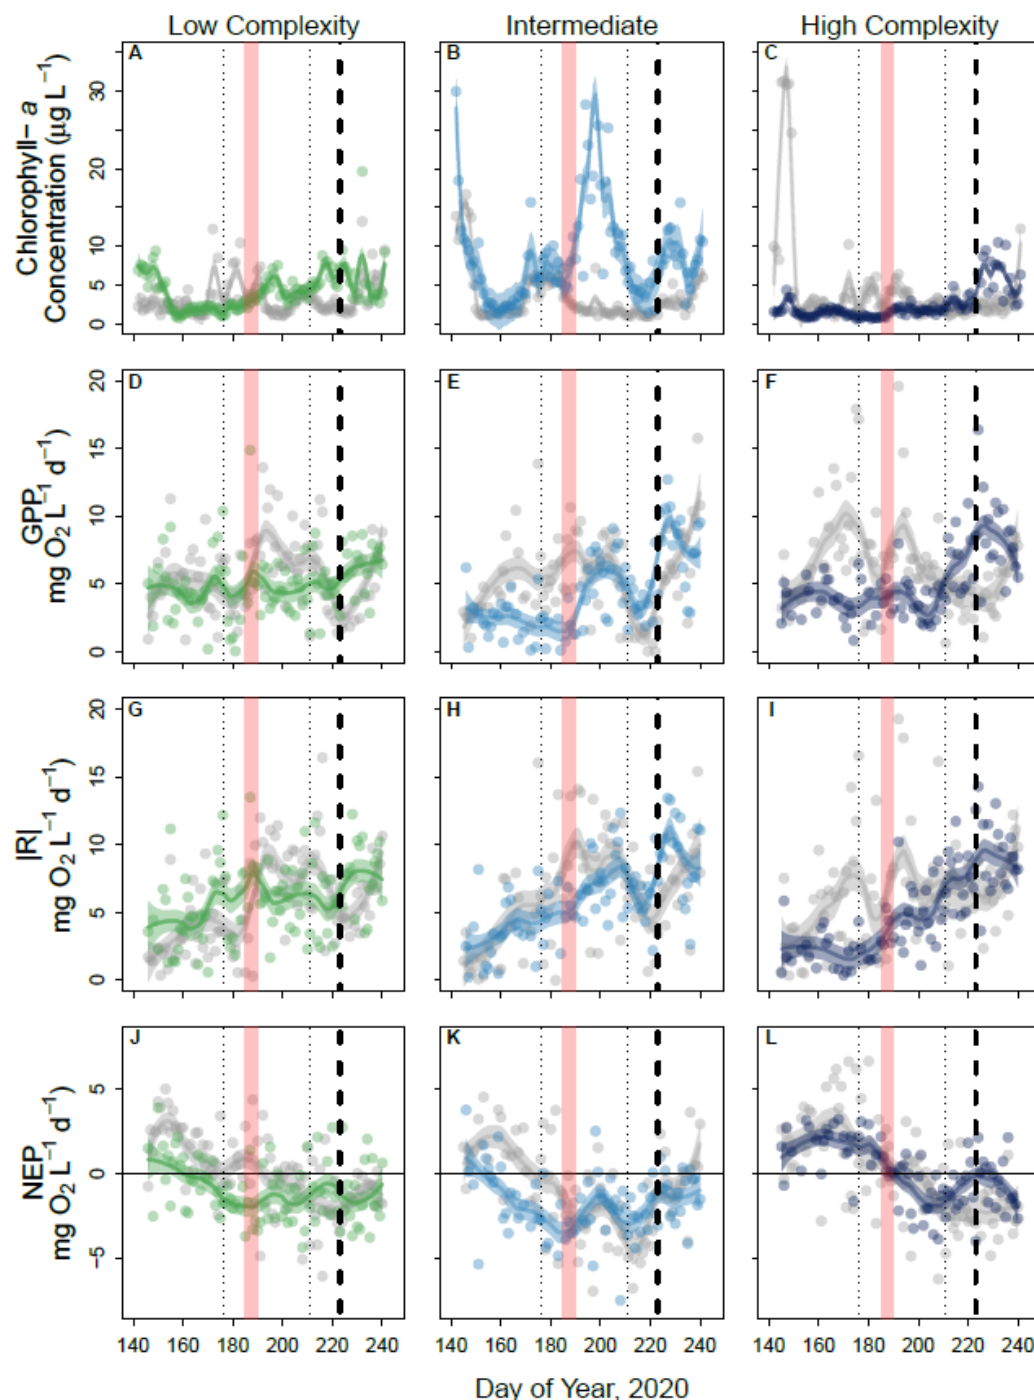 Low Complexity Intermediate High Complexity
A B C
Chlorophyll− a
Concentration (μg L−1)
30
20
10
5
0
D E F
GPP
mg O2 L−1 d−1
20
15
10
5
0
G H I
|R|
mg O2 L−1 d−1
20
15
10
5
0
J K L
NEP
mg O2 L−1 d−1
5
0
−5
140 160 180 200 220 240 140 160 180 200 220 240 140 160 180 200 220 240
Day of Year, 2020